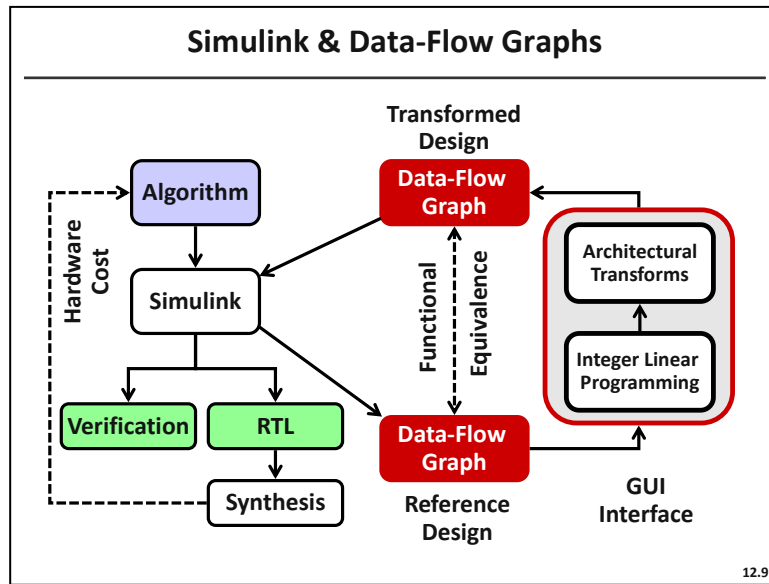 Simulink & Data-Flow Graphs
Transformed
Design
Algorithm
Data-Flow
Graph
Hardware
Cost
Simulink
Functional
Equivalence
Architectural
Transforms
Integer Linear
Programming
Verification
RTL
Data-Flow
Graph
Synthesis
Reference
Design
GUI
Interface
12.9